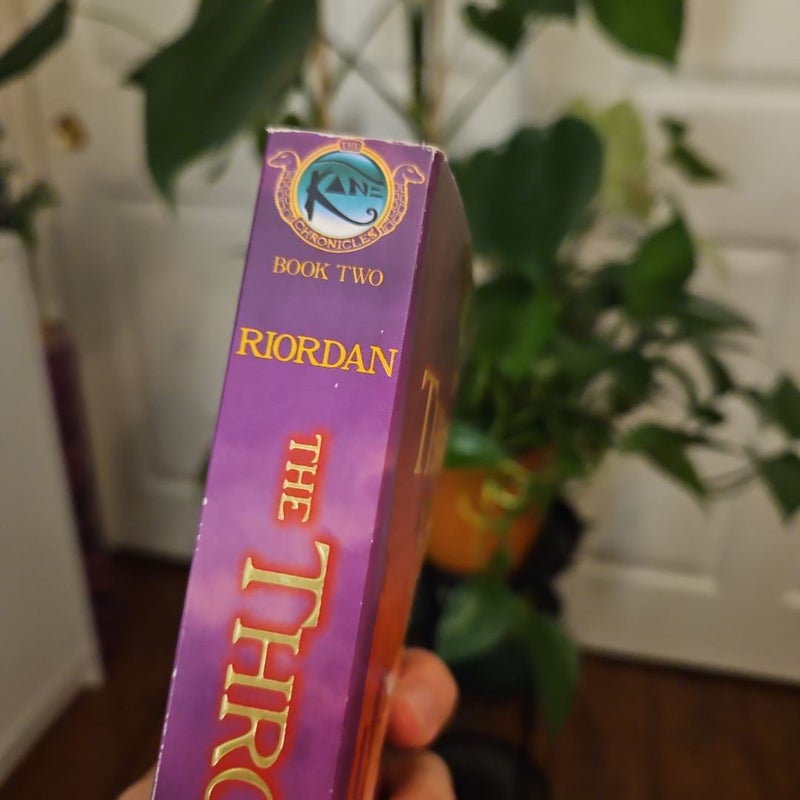 THE
KANE
CHRONICLES
BOOK TWO
RIORDAN
THE THRO